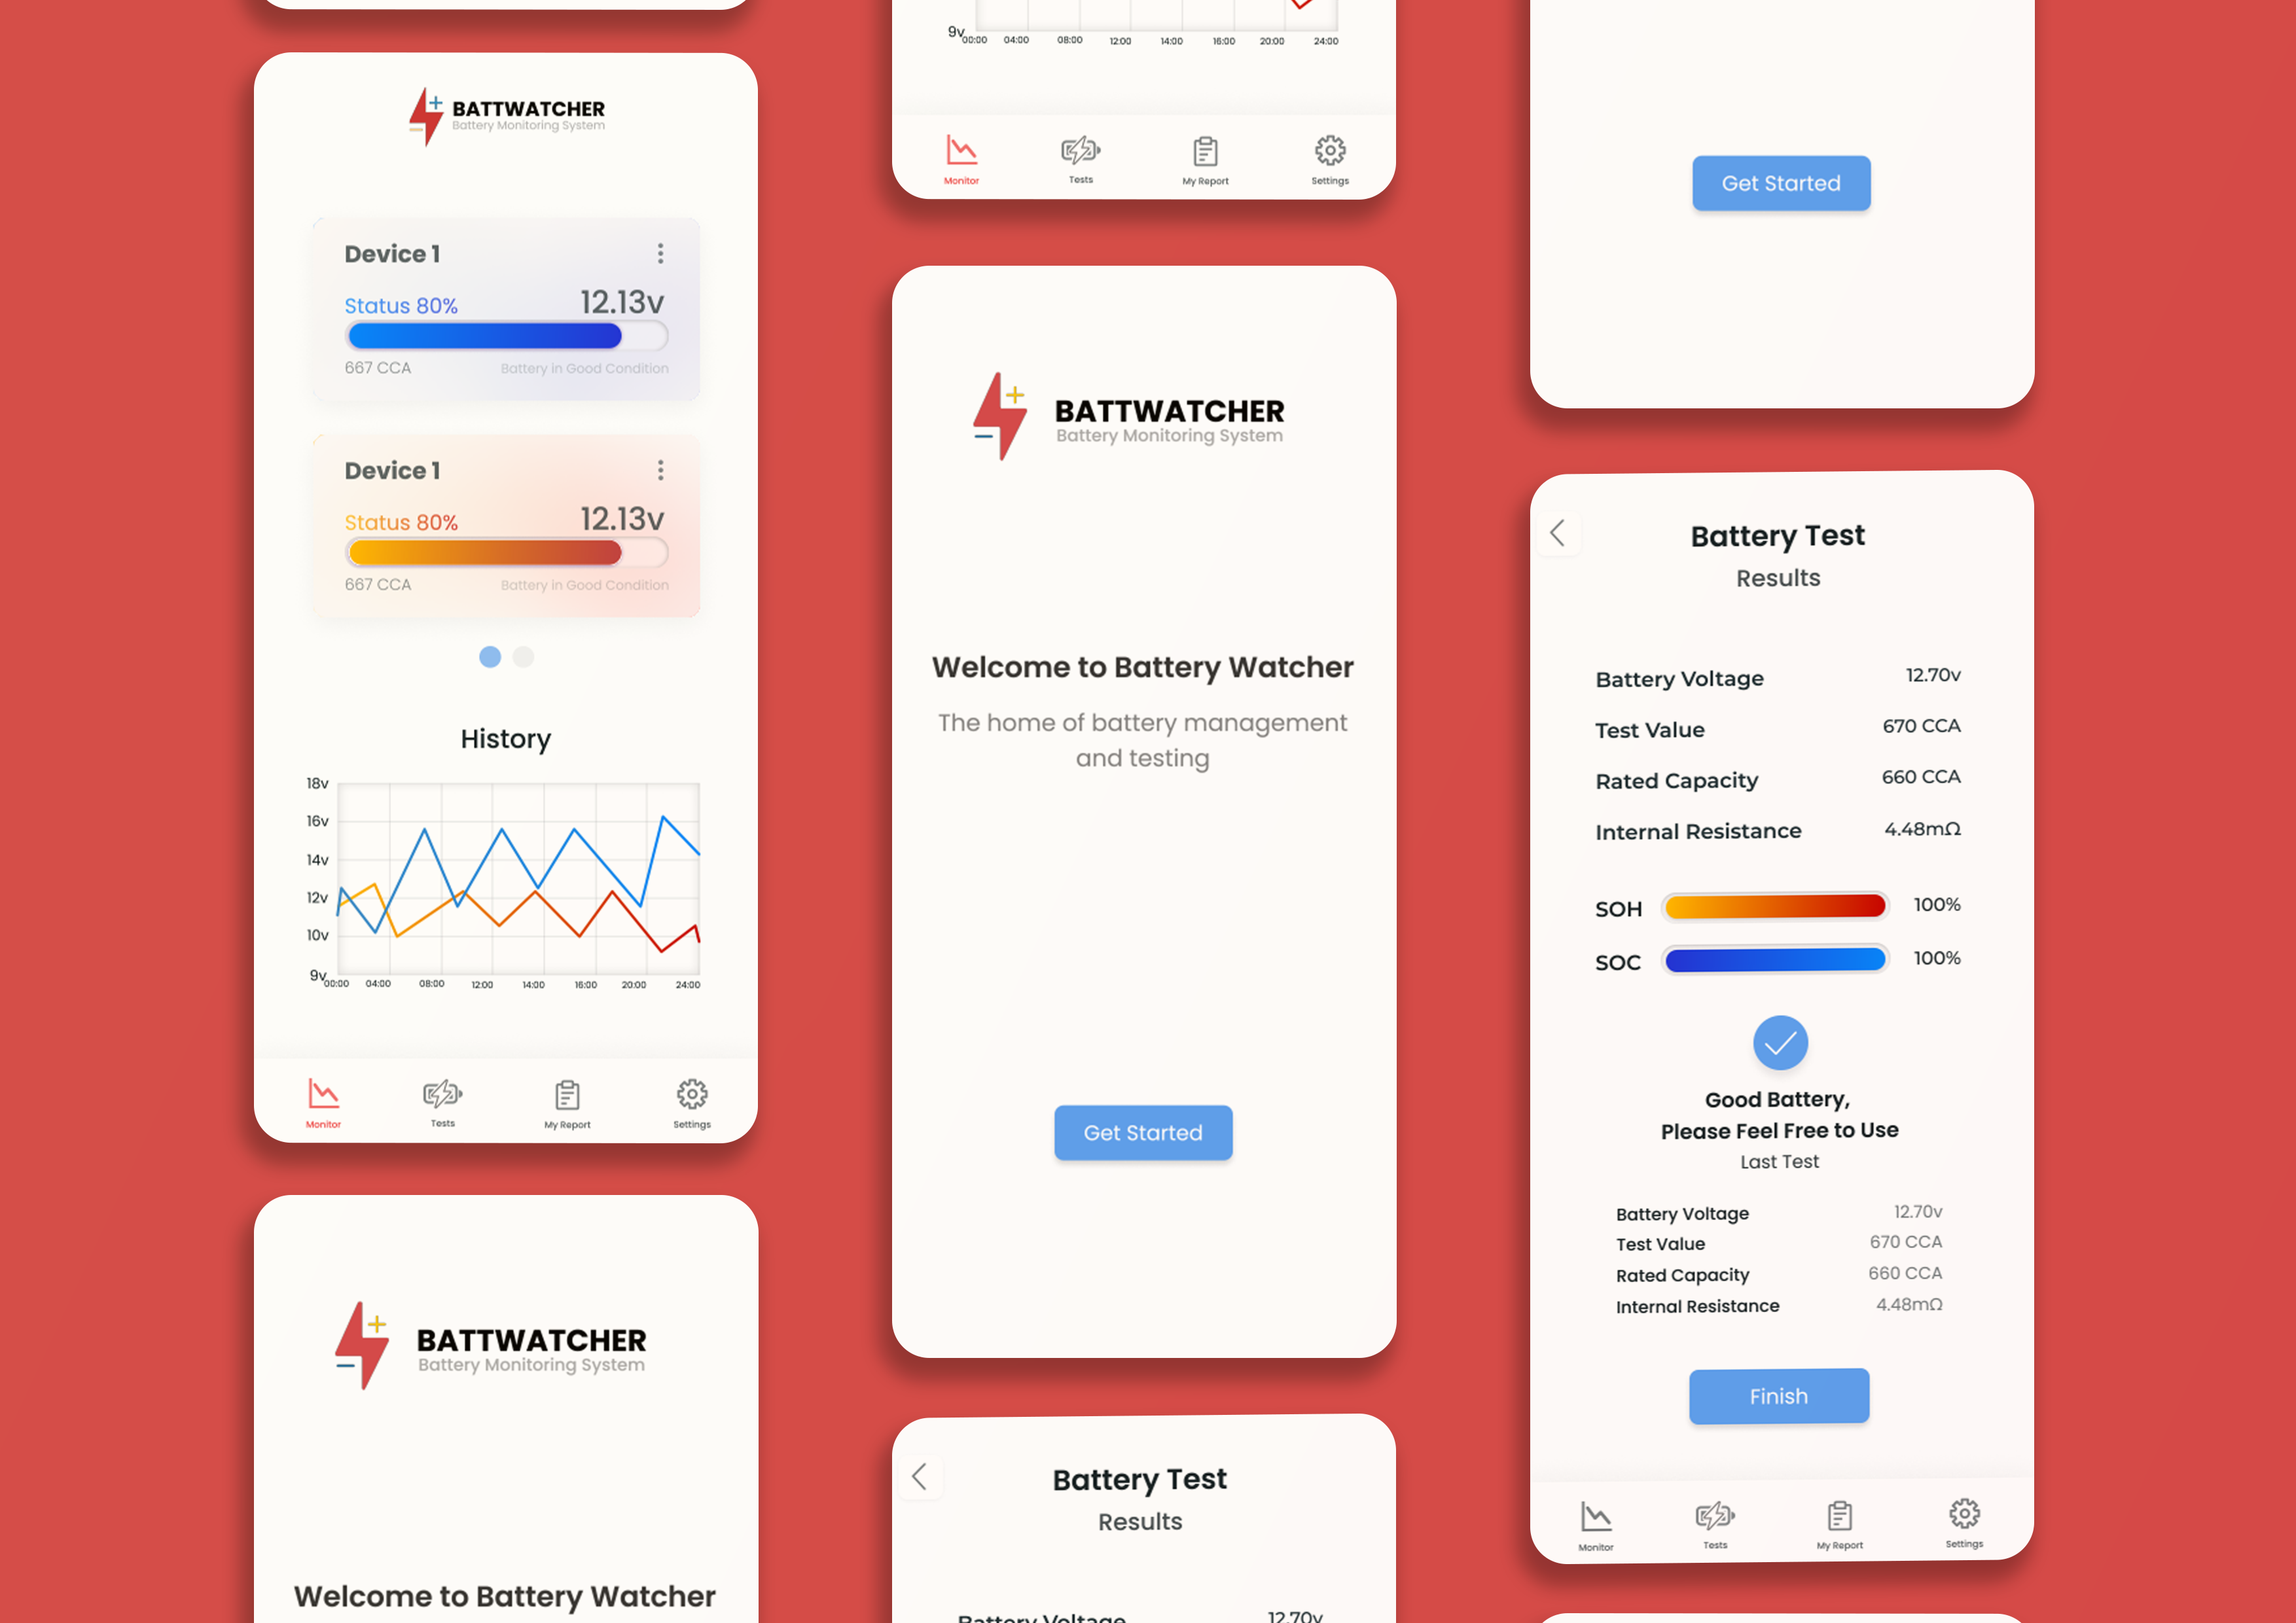 BATTWATCHER
Battery Monitoring System
Device 1
Status 80%
12.13v
667 CCA
Battery in Good Condition
Device 1
Status 80%
12.13v
667 CCA
Battery in Good Condition
History
18v
16v
14v
12v
10v
9v
00:00 04:00 08:00 12:00 14:00 16:00 20:00 24:00
Monitor Tests My Report Settings
BATTWATCHER
Battery Monitoring System
Welcome to Battery Watcher
9v
00:00 04:00 08:00 12:00 14:00 16:00 20:00 24:00
Monitor Tests My Report Settings
BATTWATCHER
Battery Monitoring System
Welcome to Battery Watcher
The home of battery management
and testing
Get Started
Battery Test
Results
Battery Voltage 12.70v
Get Started
Battery Test
Results
Battery Voltage 12.70v
Test Value 670 CCA
Rated Capacity 660 CCA
Internal Resistance 4.48mΩ
SOH 100%
SOC 100%
Good Battery,
Please Feel Free to Use
Last Test
Battery Voltage 12.70v
Test Value 670 CCA
Rated Capacity 660 CCA
Internal Resistance 4.48mΩ
Finish
Monitor Tests My Report Settings